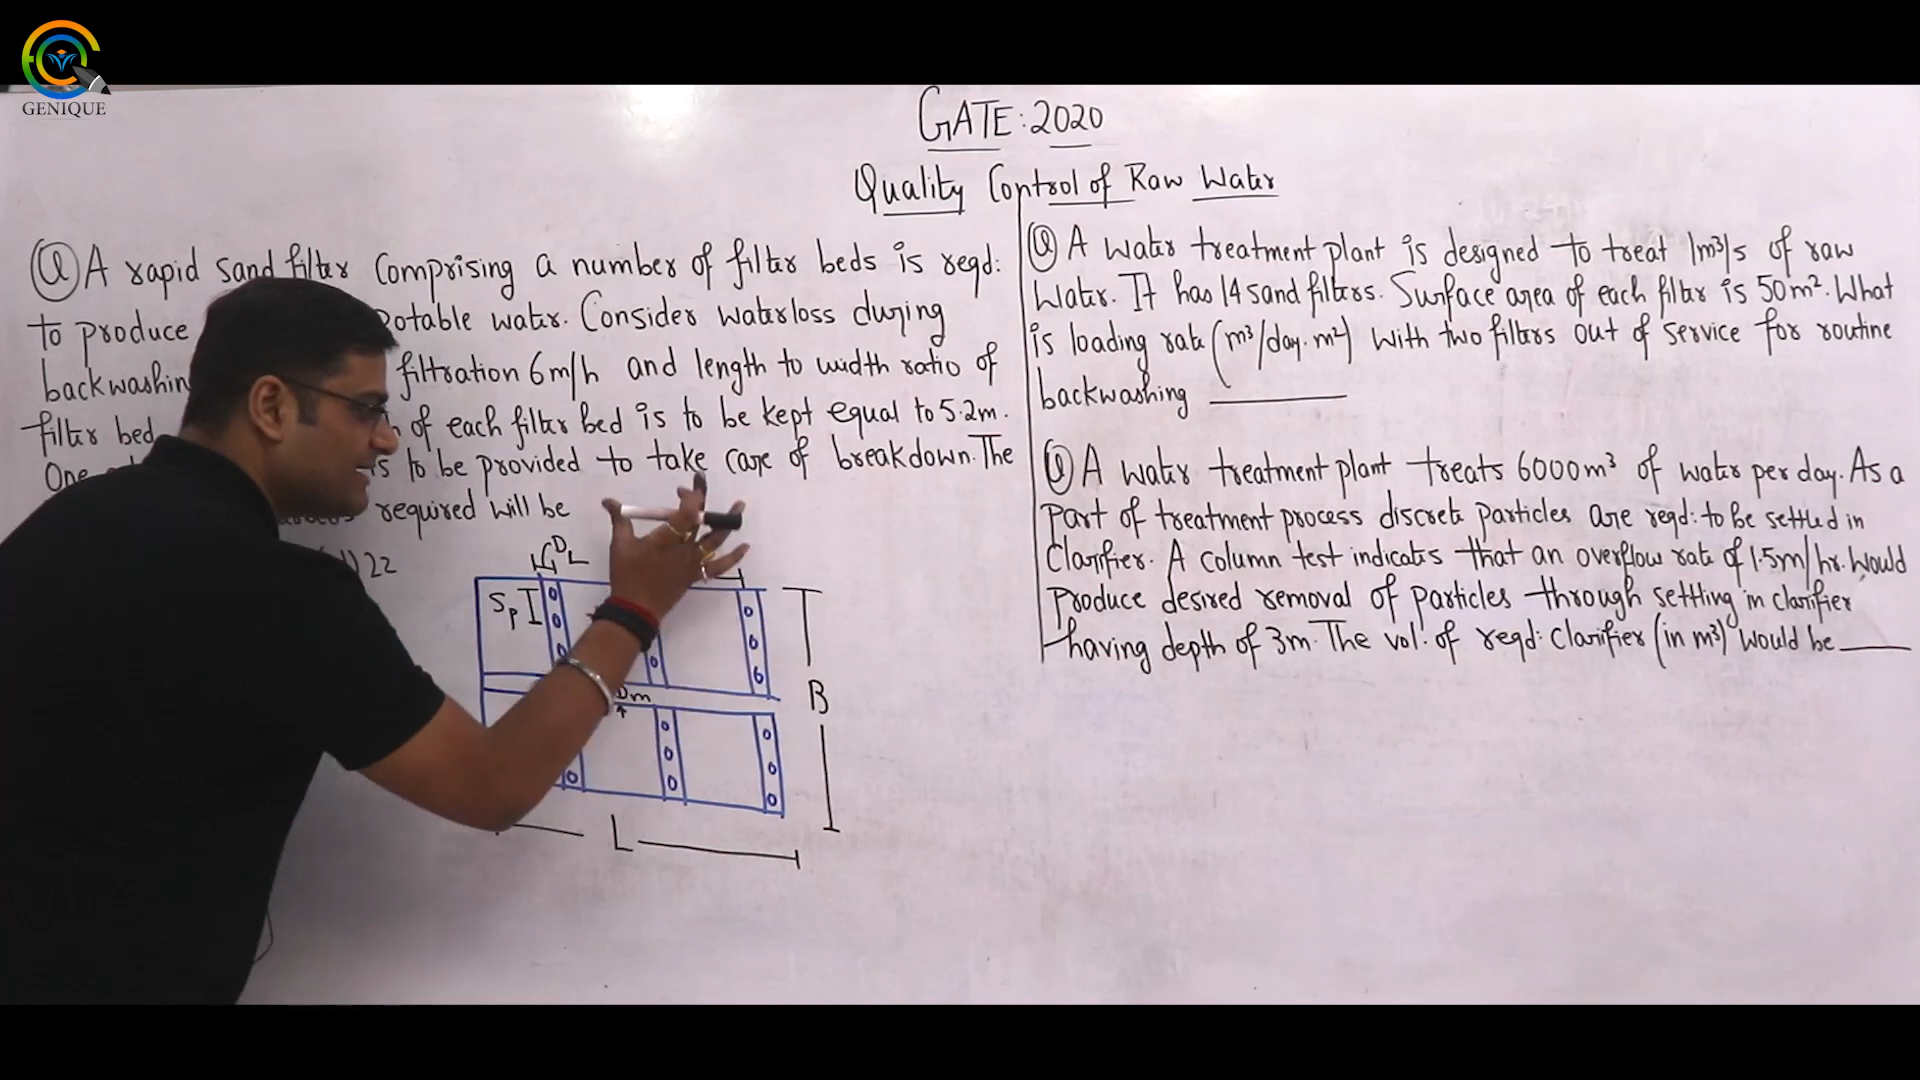 GENIQUE
GATE: 2020
Quality Control of Raw Water
Q A rapid sand filter Comprising a number of filter beds is reqd:
to produce potable water. Consider waterloss during
backwashin filtration 6m/h and length to width ratio of
filter bed of each filter bed is to be kept equal to 5.2m.
One is to be provided to take care of breakdown. The
required will be
) 22
DL
Sp
Dm
B
L
Q A water treatment plant is designed to treat 1m³/s of raw
Water. It has 14 sand filters. Surface area of each filter is 50m². What
is loading rate (m³/day.m²) With two filters out of service for routine
backwashing ______
Q A water treatment plant treats 6000m³ of water per day. As a
part of treatment process discrete particles are reqd: to be settled in
Clarifier. A column test indicates that an overflow rate of 1.5m/hr. Would
produce desired removal of particles through settling in clarifier
having depth of 3m. The vol. of reqd: clarifier (in m³) would be ____